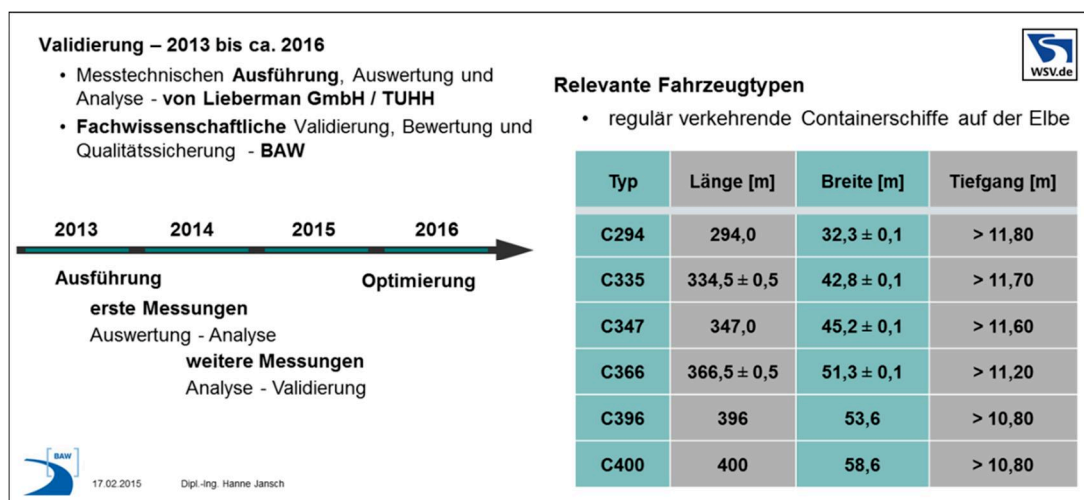 Validierung – 2013 bis ca. 2016
• Messtechnischen Ausführung, Auswertung und
Analyse - von Lieberman GmbH / TUHH
• Fachwissenschaftliche Validierung, Bewertung und
Qualitätssicherung - BAW
2013 2014 2015 2016
Ausführung Optimierung
erste Messungen
Auswertung - Analyse
weitere Messungen
Analyse - Validierung
BAW
17.02.2015 Dipl.-Ing. Hanne Jansch
WSV.de
Relevante Fahrzeugtypen
• regulär verkehrende Containerschiffe auf der Elbe
Typ Länge [m] Breite [m] Tiefgang [m]
C294 294,0 32,3 ± 0,1 > 11,80
C335 334,5 ± 0,5 42,8 ± 0,1 > 11,70
C347 347,0 45,2 ± 0,1 > 11,60
C366 366,5 ± 0,5 51,3 ± 0,1 > 11,20
C396 396 53,6 > 10,80
C400 400 58,6 > 10,80